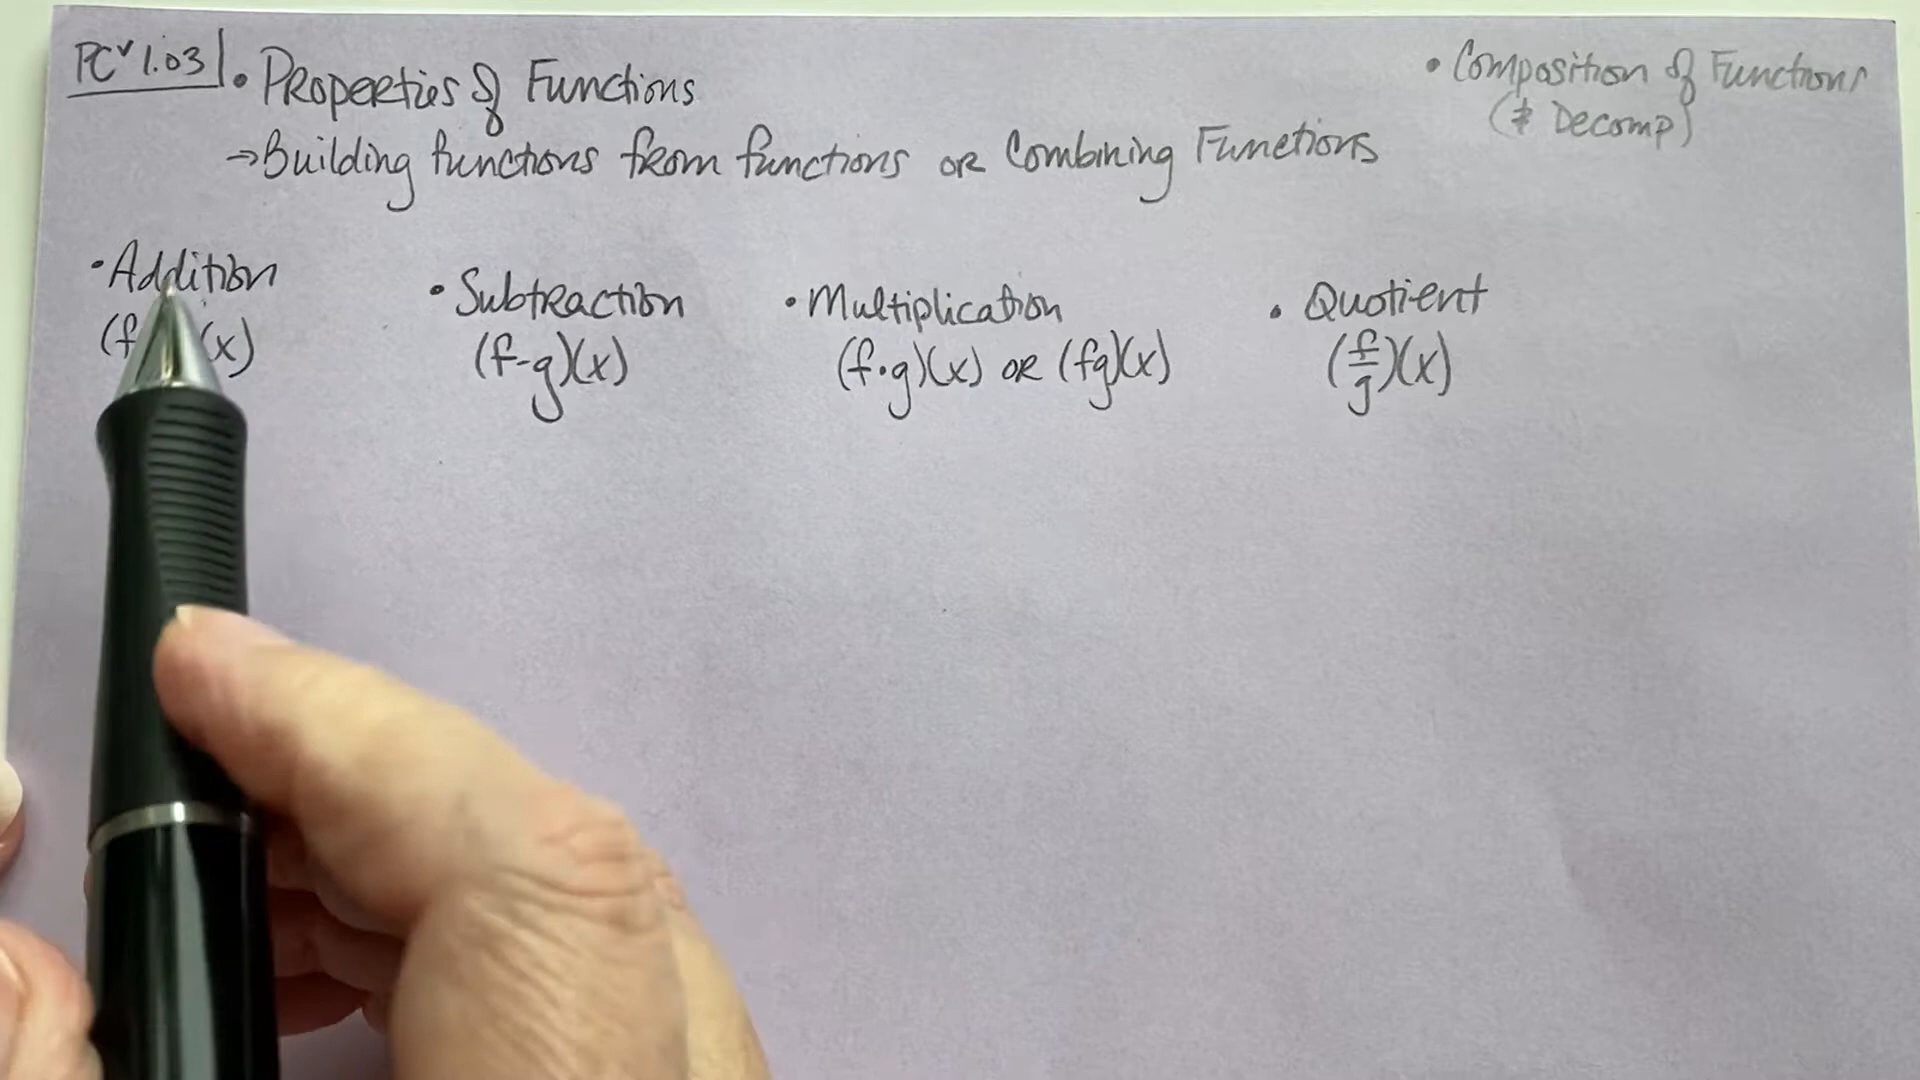 PCv 1.03
• Properties of Functions
→ Building functions from functions or Combining Functions
• Composition of Functions
(& Decomp)
• Addition
(f (x)
• Subtraction
(f-g)(x)
• Multiplication
(f•g)(x) or (fg)(x)
• Quotient
(f/g)(x)